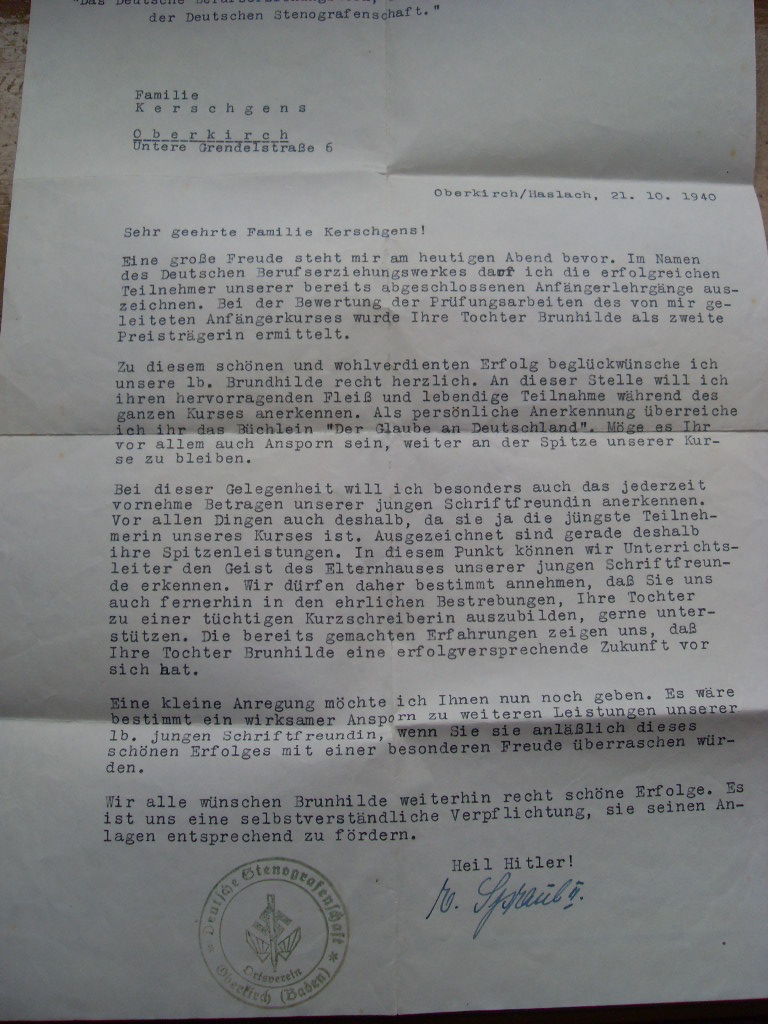 "Das Deutsche
der Deutschen Stenografenschaft."
Familie
K e r s c h g e n s
O b e r k i r c h
Untere Grendelstraße 6
Oberkirch/Haslach, 21. 10. 1940
Sehr geehrte Familie Kerschgens!
Eine große Freude steht mir am heutigen Abend bevor. Im Namen
des Deutschen Berufserziehungswerkes darf ich die erfolgreichen
Teilnehmer unserer bereits abgeschlossenen Anfängerlehrgänge aus-
zeichnen. Bei der Bewertung der Prüfungsarbeiten des von mir ge-
leiteten Anfängerkurses wurde Ihre Tochter Brunhilde als zweite
Preisträgerin ermittelt.
Zu diesem schönen und wohlverdienten Erfolg beglückwünsche ich
unsere lb. Brundhilde recht herzlich. An dieser Stelle will ich
ihren hervorragenden Fleiß und lebendige Teilnahme während des
ganzen Kurses anerkennen. Als persönliche Anerkennung überreiche
ich ihr das Büchlein "Der Glaube an Deutschland". Möge es Ihr
vor allem auch Ansporn sein, weiter an der Spitze unserer Kur-
se zu bleiben.
Bei dieser Gelegenheit will ich besonders auch das jederzeit
vornehme Betragen unserer jungen Schriftfreundin anerkennen.
Vor allen Dingen auch deshalb, da sie ja die jüngste Teilneh-
merin unseres Kurses ist. Ausgezeichnet sind gerade deshalb
ihre Spitzenleistungen. In diesem Punkt können wir Unterrichts-
leiter den Geist des Elternhauses unserer jungen Schriftfreun-
de erkennen. Wir dürfen daher bestimmt annehmen, daß Sie uns
auch fernerhin in den ehrlichen Bestrebungen, Ihre Tochter
zu einer tüchtigen Kurzschreiberin auszubilden, gerne unter-
stützen. Die bereits gemachten Erfahrungen zeigen uns, daß
Ihre Tochter Brunhilde eine erfolgversprechende Zukunft vor
sich hat.
Eine kleine Anregung möchte ich Ihnen nun noch geben. Es wäre
bestimmt ein wirksamer Ansporn zu weiteren Leistungen unserer
lb. jungen Schriftfreundin, wenn Sie sie anläßlich dieses
schönen Erfolges mit einer besonderen Freude überraschen wür-
den.
Wir alle wünschen Brunhilde weiterhin recht schöne Erfolge. Es
ist uns eine selbstverständliche Verpflichtung, sie seinen An-
lagen entsprechend zu fördern.
Heil Hitler!
Deutsche Stenografenschaft
Ortsverein
Oberkirch (Baden)